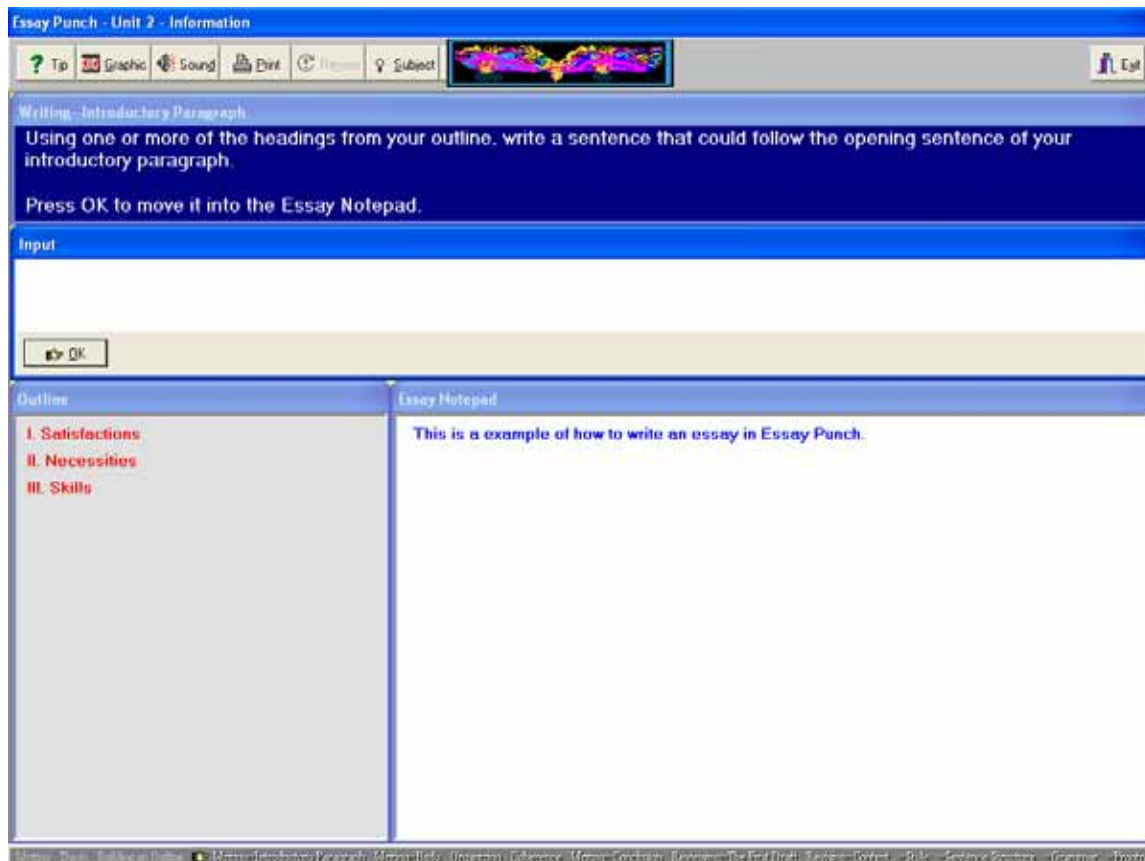 Essay Punch - Unit 2 - Information
? Tip Graphic Sound Print Subject Exit
Writing--Introductory Paragraph
Using one or more of the headings from your outline, write a sentence that could follow the opening sentence of your
introductory paragraph.
Press OK to move it into the Essay Notepad.
Input
OK
Outline
Essay Notepad
I. Satisfactions
This is a example of how to write an essay in Essay Punch.
II. Necessities
III. Skills